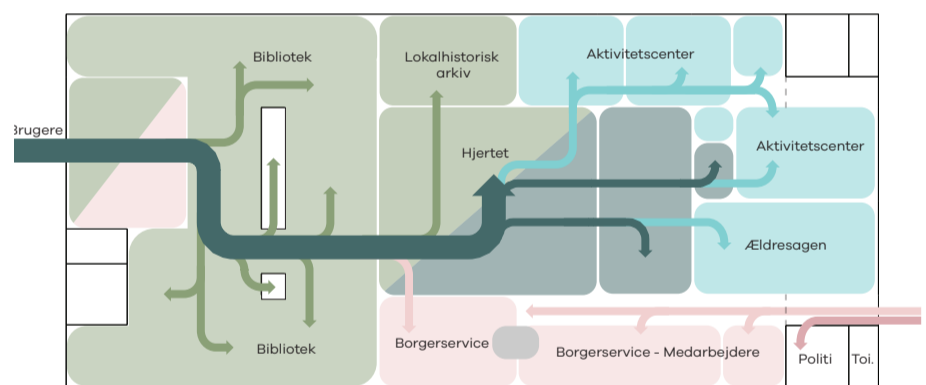 Bibliotek
Lokalhistorisk
arkiv
Aktivitetscenter
Brugere
Hjertet
Aktivitetscenter
Ældresagen
Borgerservice
Bibliotek
Borgerservice - Medarbejdere
Politi
Toi.